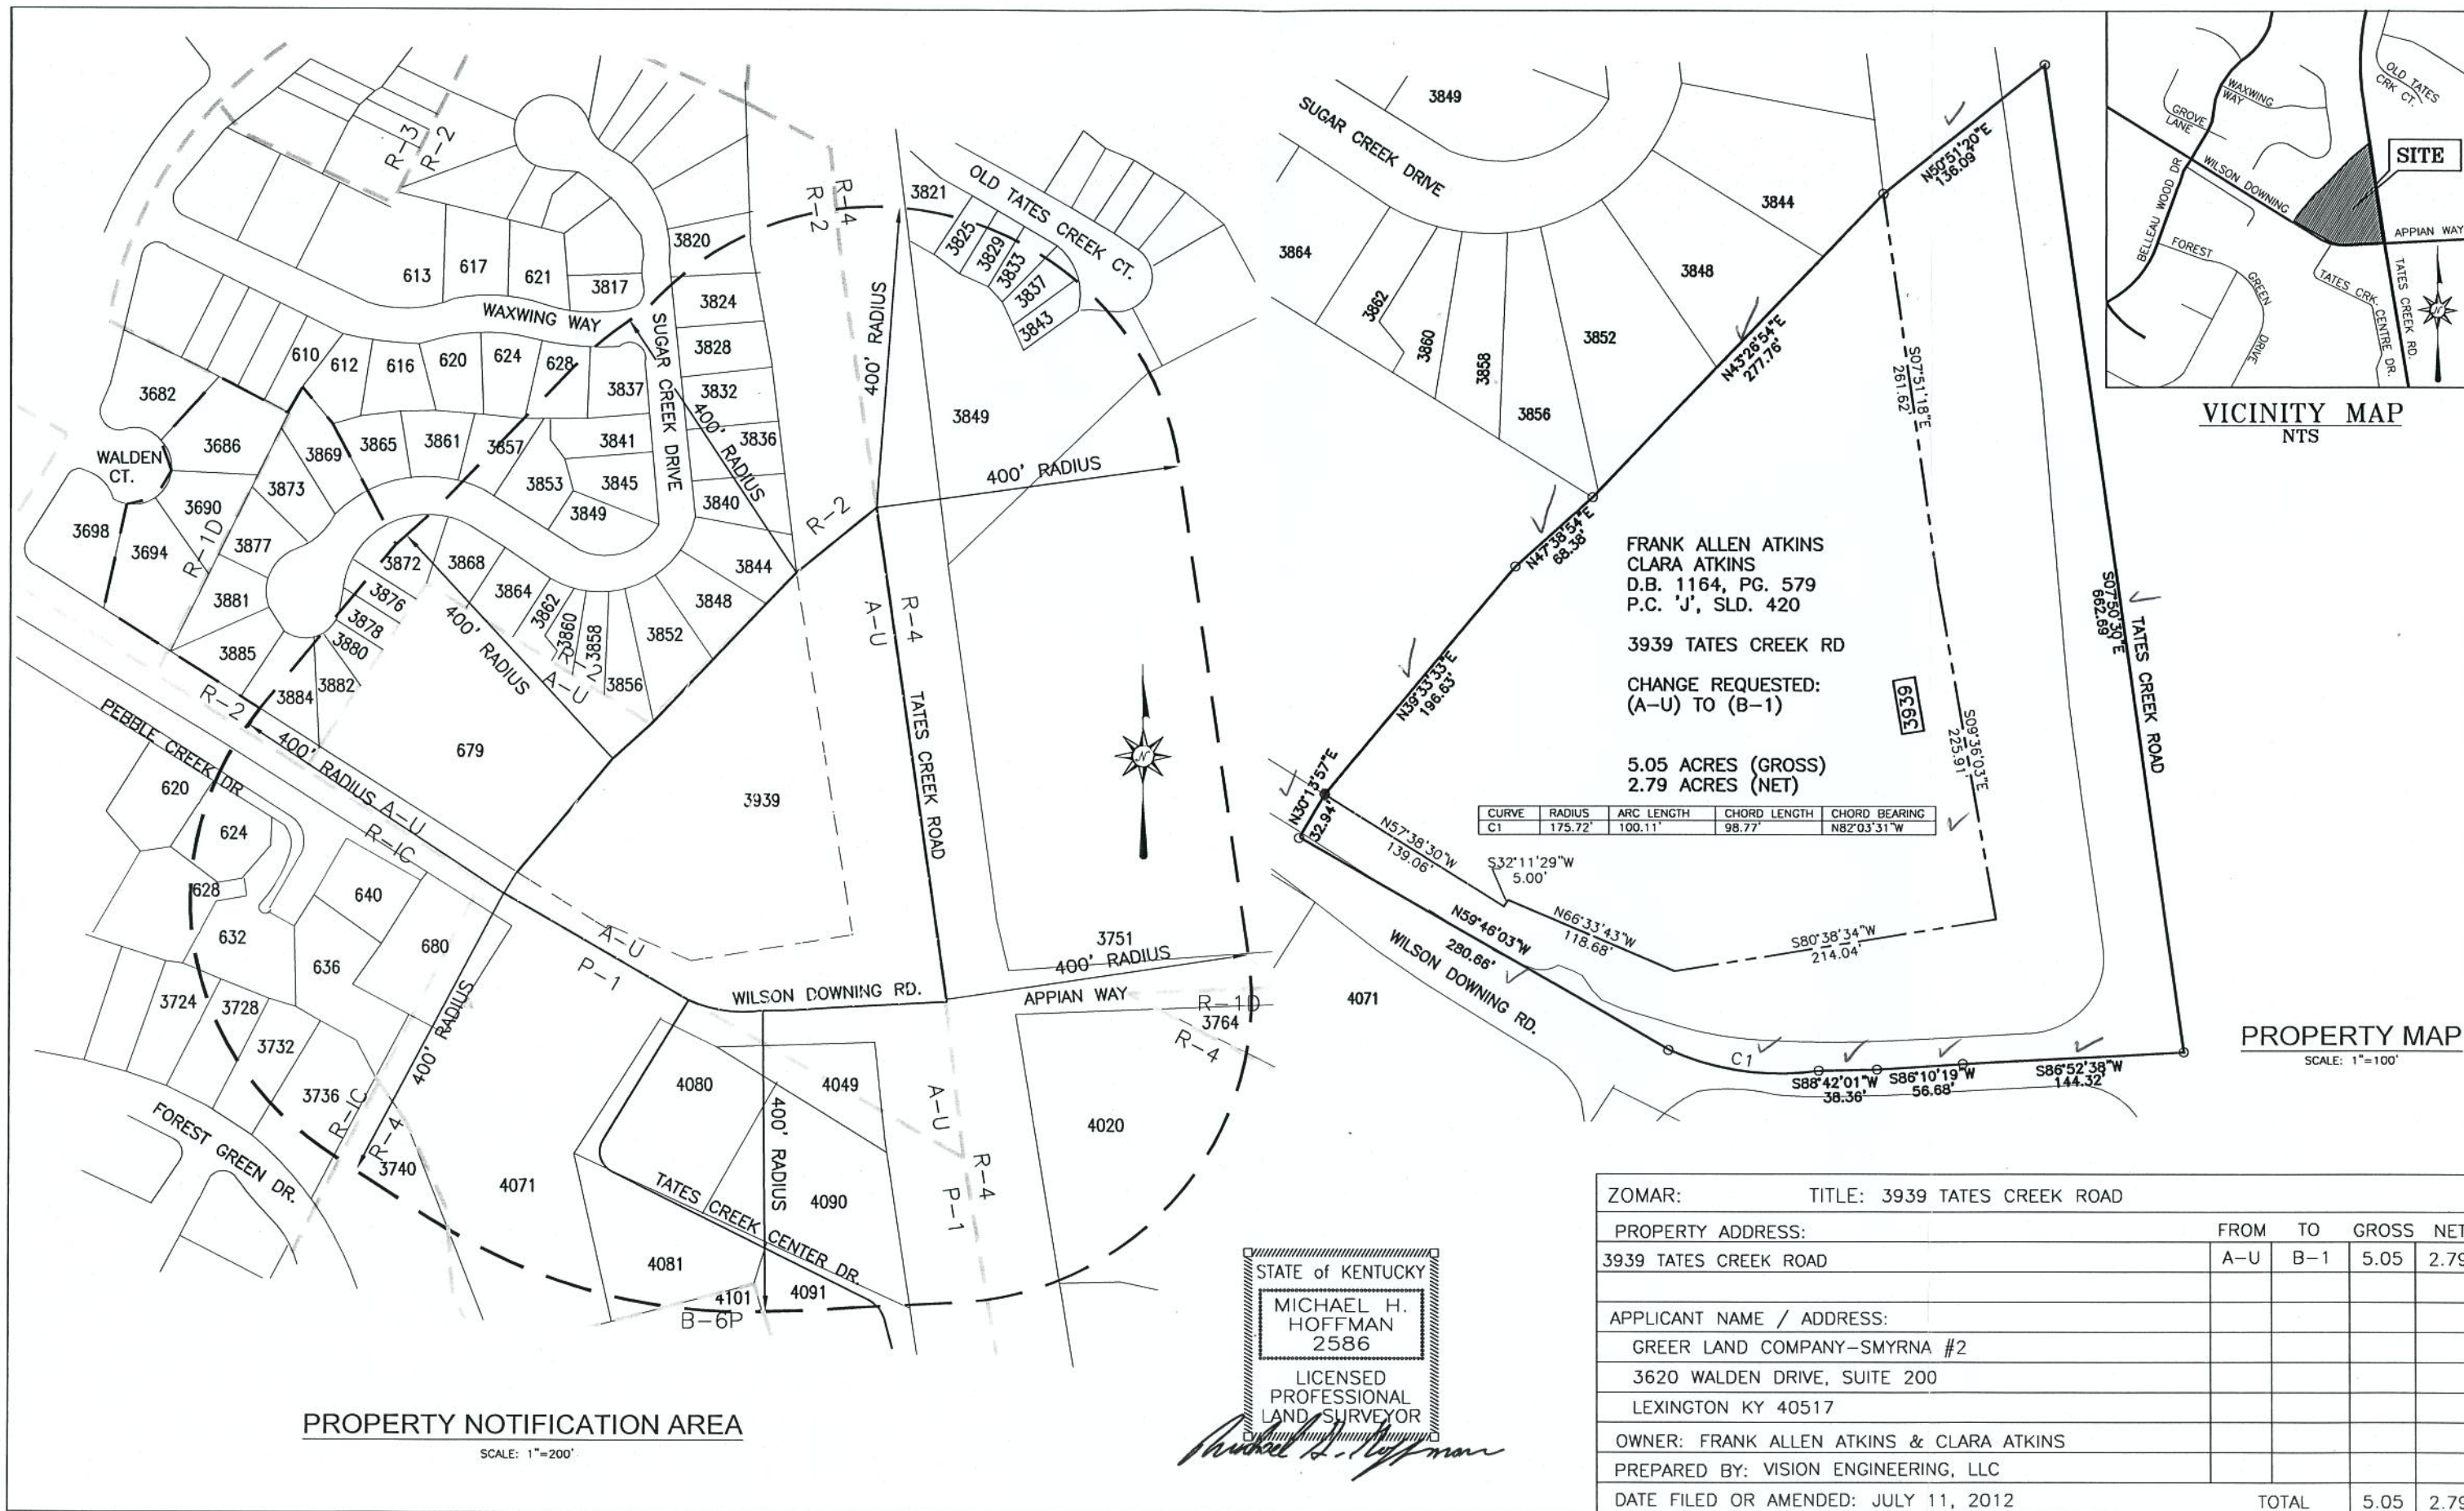 R-3
R-2
R-2
R-4
3821
OLD TATES CREEK CT.
3825
3829
3833
3837
3843
3820
613
617
621
3817
3824
WAXWING WAY
SUGAR CREEK DRIVE
400' RADIUS
3828
610
612
616
620
624
628
3837
3832
3682
400' RADIUS
3836
3849
3686
3869
3865
3861
3857
3841
WALDEN
CT.
3873
3853
3845
400' RADIUS
3690
3849
3840
R-2
3698
3694
R-1D
3877
3872
3868
3844
3864
3881
3876
3862
3848
A-U
R-4
3878
3860
3858
3852
3885
3880
400' RADIUS
R-2
3856
A-U
3884
3882
R-2
PEBBLE CREEK DR
400' RADIUS
A-U
679
TATES CREEK ROAD
N
620
3939
624
R-1C
628
640
632
680
A-U
636
P-1
3751
400' RADIUS
3724
3728
WILSON DOWNING RD.
APPIAN WAY
R-1D
3732
400' RADIUS
3764
R-4
3736
R-1C
4080
4049
FOREST GREEN DR.
R-4
A-U
4020
3740
400' RADIUS
4071
R-4
TATES CREEK CENTER DR.
4090
P-1
4081
4101
4091
B-6P
PROPERTY NOTIFICATION AREA
SCALE: 1"=200'
3849
SUGAR CREEK DRIVE
3844
N50°51'20"E
136.09'
3864
3848
3862
3860
3858
3852
3856
N43°26'54"E
277.76'
S07°51'18"E
261.62'
N47°38'54"E
68.38'
FRANK ALLEN ATKINS
CLARA ATKINS
D.B. 1164, PG. 579
P.C. 'J', SLD. 420
3939 TATES CREEK RD
CHANGE REQUESTED:
(A-U) TO (B-1)
5.05 ACRES (GROSS)
2.79 ACRES (NET)
3939
N39°33'33"E
196.63'
S07°50'30"E
662.69'
TATES CREEK ROAD
S09°36'03"E
225.91'
N30°13'57"E
32.94'
CURVE RADIUS ARC LENGTH CHORD LENGTH CHORD BEARING
C1 175.72' 100.11' 98.77' N82°03'31"W
N57°38'30"W
139.06'
S32°11'29"W
5.00'
N66°33'43"W
118.68'
S80°38'34"W
214.04'
N59°46'03"W
280.66'
WILSON DOWNING RD.
4071
C1
S88°42'01"W
38.36'
S86°10'19"W
56.68'
S86°52'38"W
144.32'
PROPERTY MAP
SCALE: 1"=100'
OLD TATES
CRK CT.
WAXWING
WAY
GROVE
LANE
SITE
WILSON DOWNING
BELLEAU WOOD DR
APPIAN WAY
FOREST
GREEN
DRIVE
TATES CRK. CENTRE DR.
TATES CREEK RD.
N
VICINITY MAP
NTS
STATE of KENTUCKY
MICHAEL H.
HOFFMAN
2586
LICENSED
PROFESSIONAL
LAND SURVEYOR
Michael H. Hoffman
ZOMAR: TITLE: 3939 TATES CREEK ROAD
PROPERTY ADDRESS: FROM TO GROSS NET
3939 TATES CREEK ROAD A-U B-1 5.05 2.79
APPLICANT NAME / ADDRESS:
GREER LAND COMPANY-SMYRNA #2
3620 WALDEN DRIVE, SUITE 200
LEXINGTON KY 40517
OWNER: FRANK ALLEN ATKINS & CLARA ATKINS
PREPARED BY: VISION ENGINEERING, LLC
DATE FILED OR AMENDED: JULY 11, 2012 TOTAL 5.05 2.79